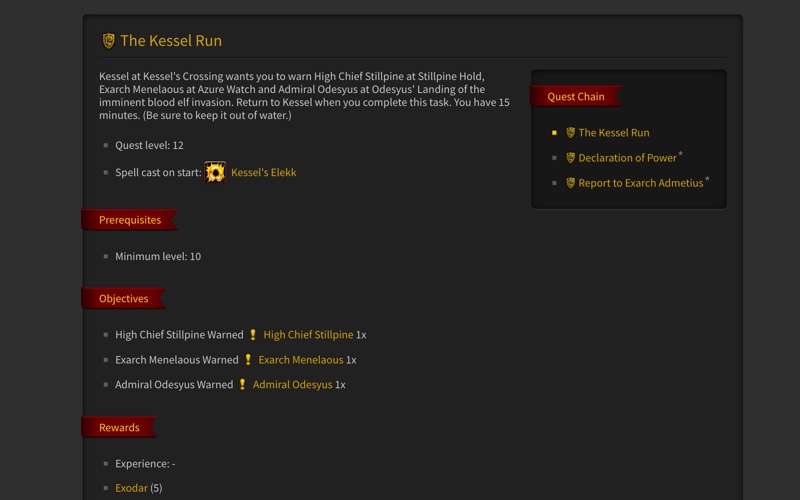 The Kessel Run
Kessel at Kessel's Crossing wants you to warn High Chief Stillpine at Stillpine Hold,
Exarch Menelaous at Azure Watch and Admiral Odesyus at Odesyus' Landing of the
imminent blood elf invasion. Return to Kessel when you complete this task. You have 15
minutes. (Be sure to keep it out of water.)
Quest level: 12
Spell cast on start: Kessel's Elekk
Prerequisites
Minimum level: 10
Objectives
High Chief Stillpine Warned High Chief Stillpine 1x
Exarch Menelaous Warned Exarch Menelaous 1x
Admiral Odesyus Warned Admiral Odesyus 1x
Rewards
Experience: -
Exodar (5)
Quest Chain
The Kessel Run
Declaration of Power*
Report to Exarch Admetius*